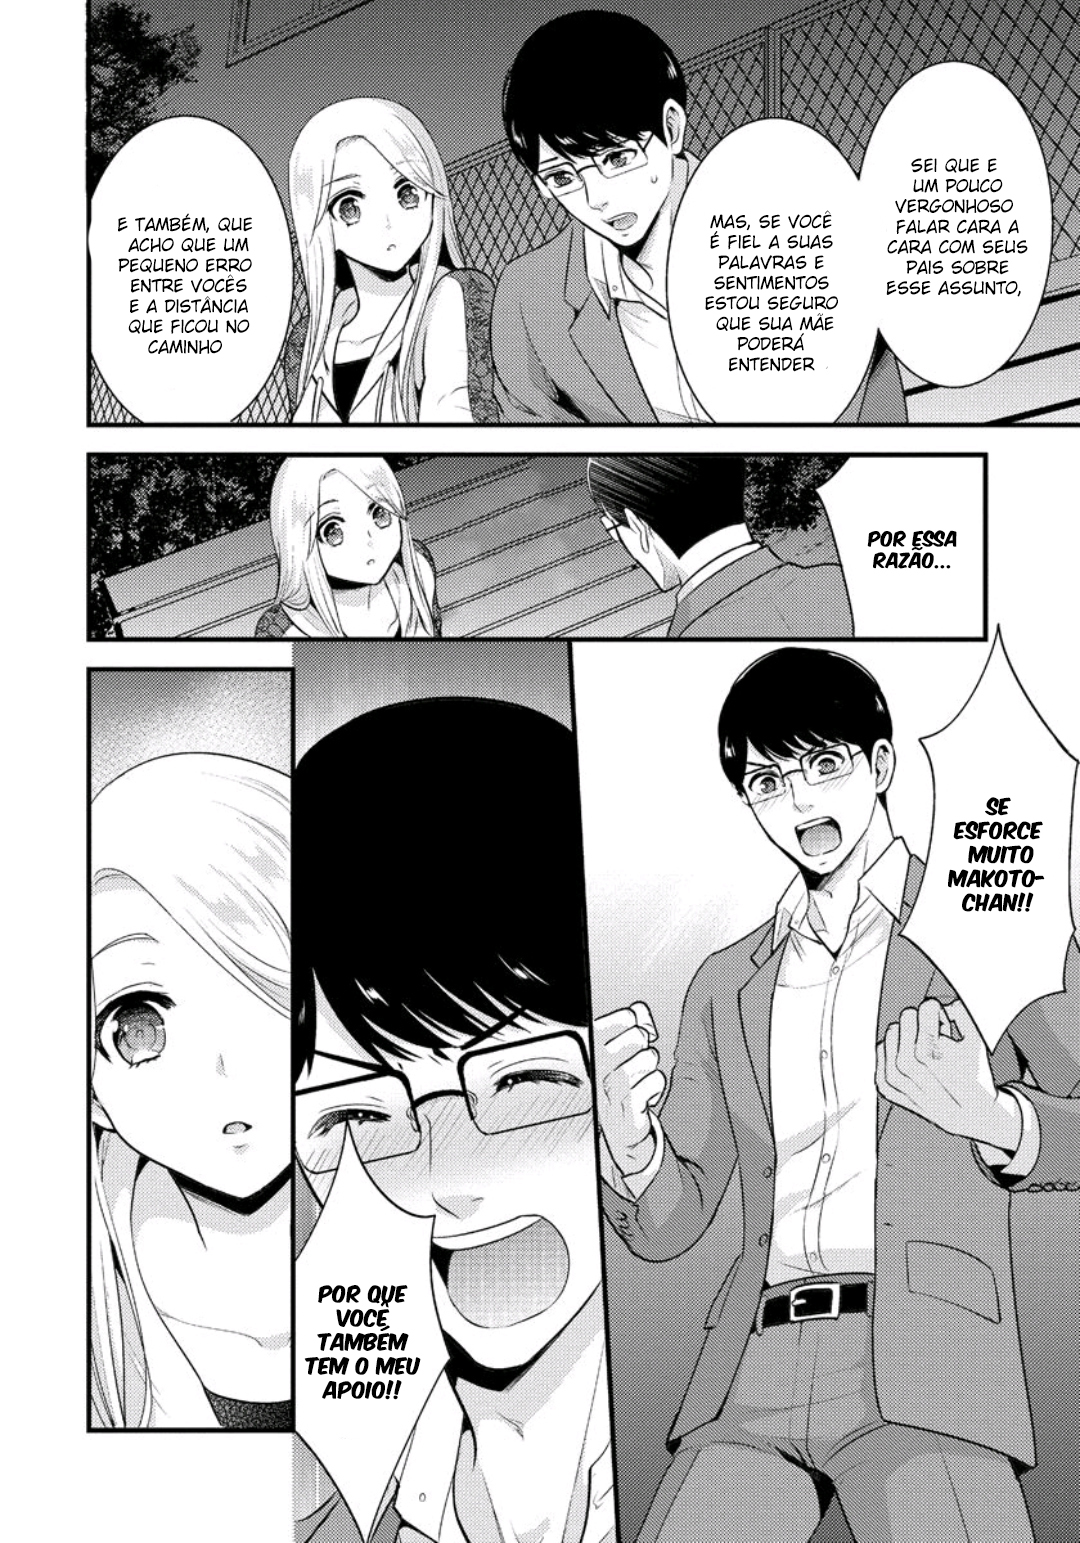 SEI QUE E
UM POUCO
VERGONHOSO
FALAR CARA A
CARA COM SEUS
PAIS SOBRE
ESSE ASSUNTO,
MAS, SE VOCÊ
É FIEL A SUAS
PALAVRAS E
SENTIMENTOS
ESTOU SEGURO
QUE SUA MÃE
PODERÁ
ENTENDER
E TAMBÉM, QUE
ACHO QUE UM
PEQUENO ERRO
ENTRE VOCÊS
E A DISTÂNCIA
QUE FICOU NO
CAMINHO
POR ESSA
RAZÃO...
SE
ESFORCE
MUITO
MAKOTO-
CHAN!!
POR QUE
VOCÊ
TAMBÉM
TEM O MEU
APOIO!!